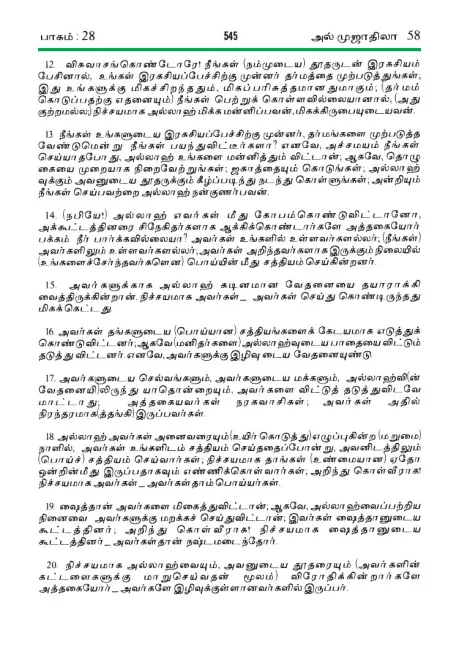 பாகம் : 28 545 அல் முஜாதிலா 58
12. விசுவாசங்கொண்டோரே! நீங்கள் (நம்முடைய) தூதருடன் இரகசியம்
பேசினால், உங்கள் இரகசியப்பேச்சிற்கு முன்னர் தர்மத்தை முற்படுத்துங்கள்;
இது உங்களுக்கு மிகச்சிறந்ததும், மிகப்பரிசுத்தமானதுமாகும்; (தர்மம்
கொடுப்பதற்கு எதனையும்) நீங்கள் பெற்றுக் கொள்ளவில்லையானால், (அது
குற்றமல்ல;) நிச்சயமாக அல்லாஹ் மிக்க மன்னிப்பவன், மிகக்கிருபையுடையவன்.
13. நீங்கள் உங்களுடைய இரகசியப்பேச்சிற்கு முன்னர், தர்மங்களை முற்படுத்த
வேண்டுமென்று நீங்கள் பயந்துவிட்டீர்களா? எனவே, அச்சமயம் நீங்கள்
செய்யாதபோது, அல்லாஹ் உங்களை மன்னித்தும் விட்டான்; ஆகவே, தொழு
கையை முறையாக நிறைவேற்றுங்கள்; ஜகாத்தையும் கொடுங்கள்; அல்லாஹ்
வுக்கும் அவனுடைய தூதருக்கும் கீழ்ப்படிந்து நடந்து கொள்ளுங்கள்; அன்றியும்
நீங்கள் செய்பவற்றை அல்லாஹ் நன்குணர்பவன்.
14. (நபியே!) அல்லாஹ் எவர்கள் மீது கோபம்கொண்டுவிட்டானோ,
அக்கூட்டத்தினரை சிநேகிதர்களாக ஆக்கிக்கொண்டார்களே அத்தகையோர்
பக்கம் நீர் பார்க்கவில்லையா? அவர்கள் உங்களில் உள்ளவர்களல்லர்; (நீங்கள்)
அவர்களிலும் உள்ளவர்களல்லர்; அவர்கள் அறிந்தவர்களாக இருக்கும் நிலையில்
(உங்களைச்சேர்ந்தவர்களென) பொய்யின் மீது சத்தியம் செய்கின்றனர்.
15. அவர்களுக்காக அல்லாஹ் கடினமான வேதனையை தயாராக்கி
வைத்திருக்கின்றான். நிச்சயமாக அவர்கள்_ அவர்கள் செய்து கொண்டிருந்தது
மிகக்கெட்டது.
16. அவர்கள் தங்களுடைய (பொய்யான) சத்தியங்களைக் கேடயமாக எடுத்துக்
கொண்டுவிட்டனர்; ஆகவே (மனிதர்களை) அல்லாஹ்வுடைய பாதையை விட்டும்
தடுத்து விட்டனர். எனவே, அவர்களுக்கு இழிவுடைய வேதனையுண்டு
17. அவர்களுடைய செல்வங்களும், அவர்களுடைய மக்களும், அல்லாஹ்வி(ன்
வேதனையி)லிருந்து யாதொன்றையும், அவர்களை விட்டுத் தடுத்துவிடவே
மாட்டாது; அத்தகையவர்கள் நரகவாசிகள்; அவர்கள் அதில்
நிரந்தரமாக(த்தங்கி) இருப்பவர்கள்.
18. அல்லாஹ் அவர்கள் அனைவரையும் (உயிர் கொடுத்து) எழுப்புகின்ற (மறுமை)
நாளில், அவர்கள் உங்களிடம் சத்தியம் செய்ததைப்போன்று, அவனிடத்திலும்
(பொய்ச்) சத்தியம் செய்வார்கள்; நிச்சயமாக தாங்கள் (உண்மையான) ஏதோ
ஒன்றின்மீது இருப்பதாகவும் எண்ணிக்கொள்வார்கள்; அறிந்து கொள்வீராக!
நிச்சயமாக அவர்கள்_ அவர்கள்தாம் பொய்யர்கள்.
19. ஷைத்தான் அவர்களை மிகைத்துவிட்டான்; ஆகவே, அல்லாஹ்வைப்பற்றிய
நினைவை அவர்களுக்கு மறக்கச் செய்துவிட்டான்; இவர்கள் ஷைத்தானுடைய
கூட்டத்தினர்; அறிந்து கொள்வீராக! நிச்சயமாக ஷைத்தானுடைய
கூட்டத்தினர்_ அவர்கள்தான் நஷ்டமடைந்தோர்.
20. நிச்சயமாக அல்லாஹ்வையும், அவனுடைய தூதரையும் (அவர்களின்
கட்டளைகளுக்கு மாறுசெய்வதன் மூலம்) விரோதிக்கின்றார்களே
அத்தகையோர்_ அவர்களே இழிவுக்குள்ளானவர்களில் இருப்பர்.